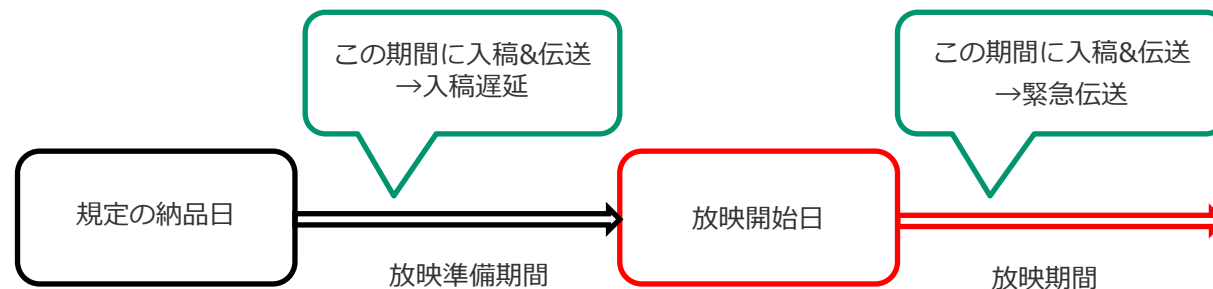 この期間に入稿&伝送
→入稿遅延
この期間に入稿&伝送
→緊急伝送
規定の納品日
放映開始日
放映準備期間
放映期間